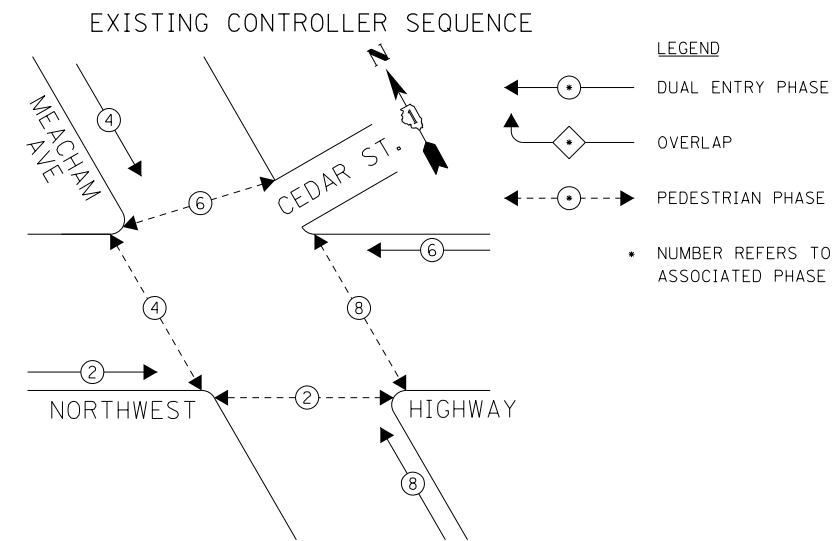 EXISTING CONTROLLER SEQUENCE
N
1
MEACHAM
AVE
4
6
CEDAR ST.
6
4
8
2
2
NORTHWEST
HIGHWAY
8
LEGEND
* DUAL ENTRY PHASE
* OVERLAP
* PEDESTRIAN PHASE
* NUMBER REFERS TO
ASSOCIATED PHASE